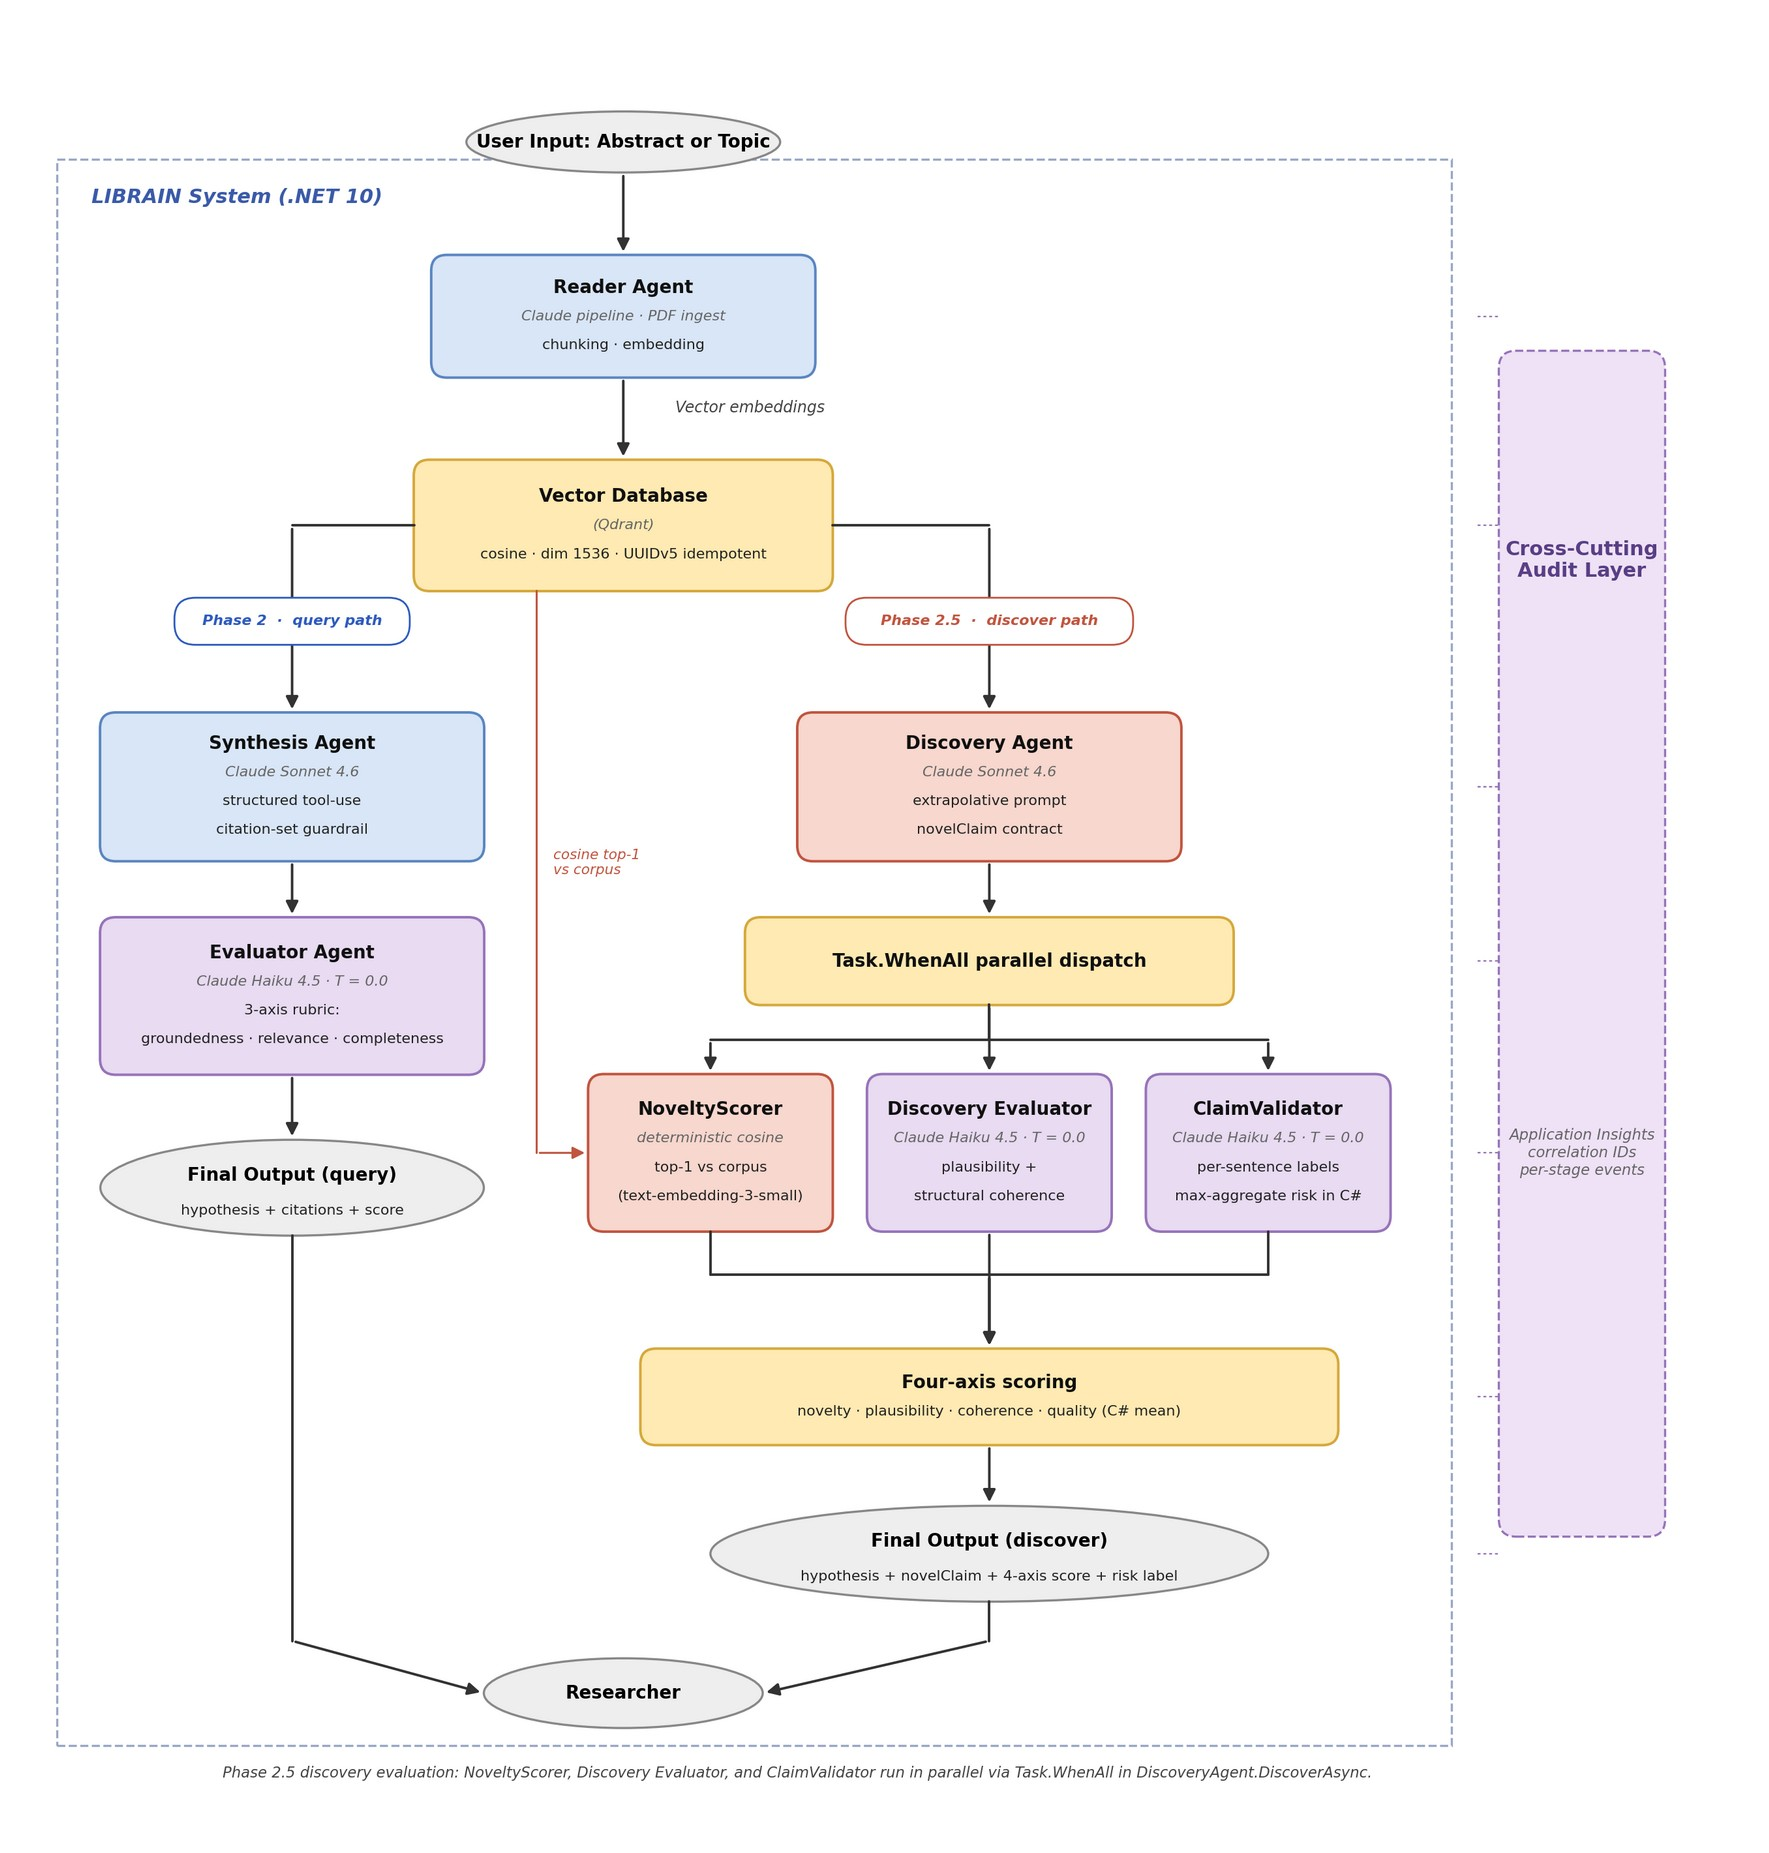 User Input: Abstract or Topic
LIBRAIN System (.NET 10)
Reader Agent
Claude pipeline · PDF ingest
chunking · embedding
Vector embeddings
Vector Database
(Qdrant)
cosine · dim 1536 · UUIDv5 idempotent
Phase 2 · query path
Phase 2.5 · discover path
Synthesis Agent
Claude Sonnet 4.6
structured tool-use
citation-set guardrail
Discovery Agent
Claude Sonnet 4.6
extrapolative prompt
novelClaim contract
cosine top-1
vs corpus
Evaluator Agent
Claude Haiku 4.5 · T = 0.0
3-axis rubric:
groundedness · relevance · completeness
Task.WhenAll parallel dispatch
NoveltyScorer
deterministic cosine
top-1 vs corpus
(text-embedding-3-small)
Discovery Evaluator
Claude Haiku 4.5 · T = 0.0
plausibility +
structural coherence
ClaimValidator
Claude Haiku 4.5 · T = 0.0
per-sentence labels
max-aggregate risk in C#
Final Output (query)
hypothesis + citations + score
Four-axis scoring
novelty · plausibility · coherence · quality (C# mean)
Final Output (discover)
hypothesis + novelClaim + 4-axis score + risk label
Researcher
Cross-Cutting
Audit Layer
Application Insights
correlation IDs
per-stage events
Phase 2.5 discovery evaluation: NoveltyScorer, Discovery Evaluator, and ClaimValidator run in parallel via Task.WhenAll in DiscoveryAgent.DiscoverAsync.